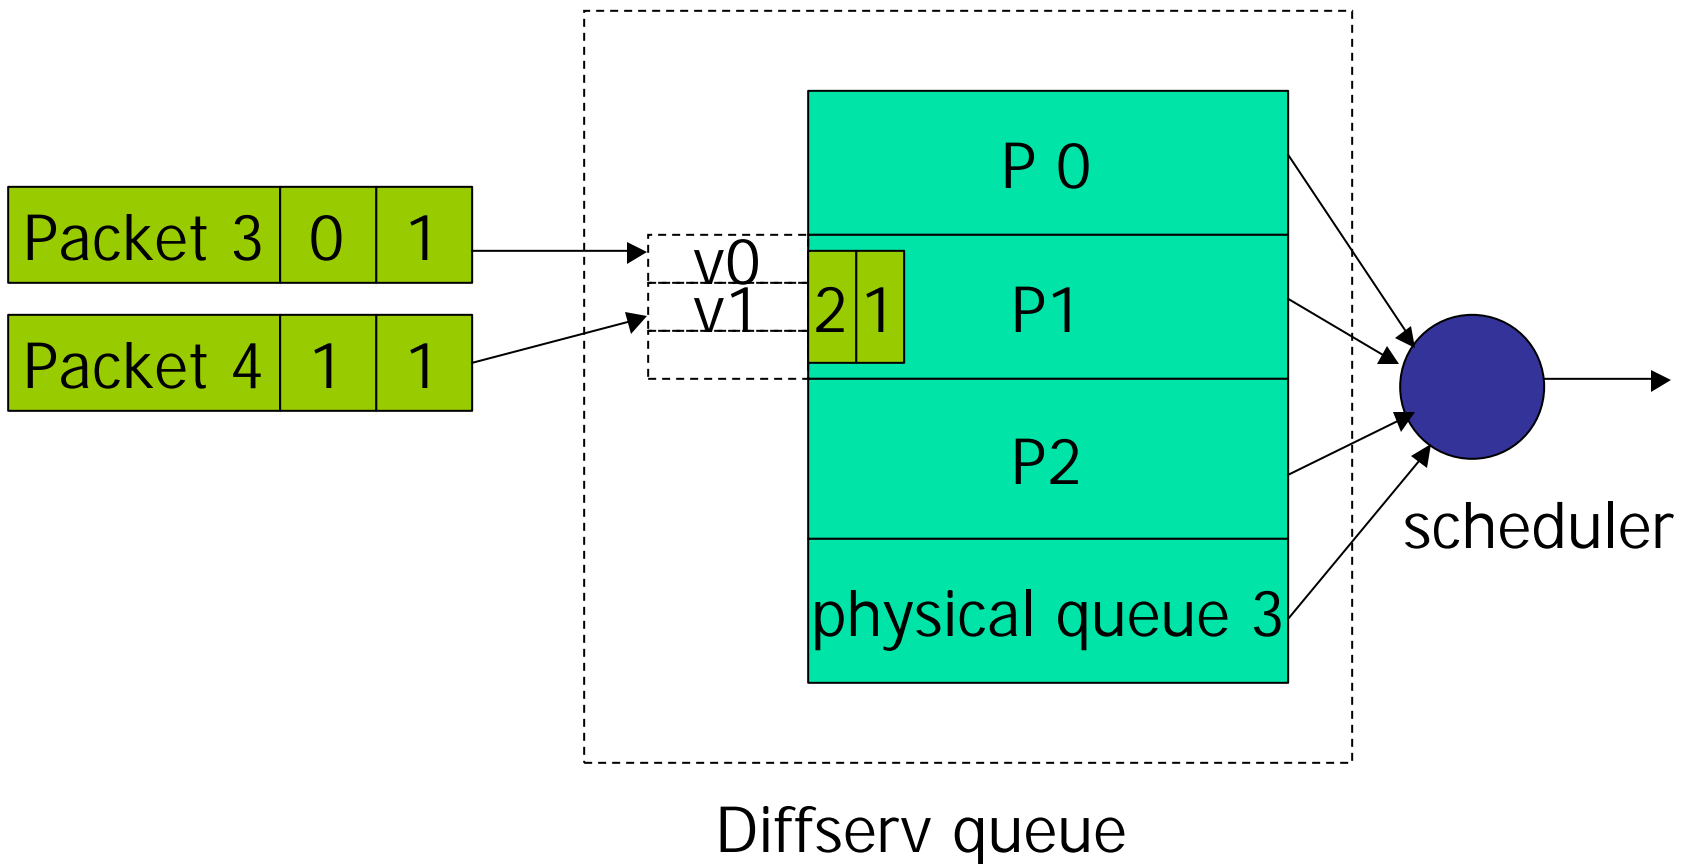 P 0
Packet 3 0 1
v0
v1
2 1
P1
Packet 4 1 1
P2
scheduler
physical queue 3
Diffserv queue